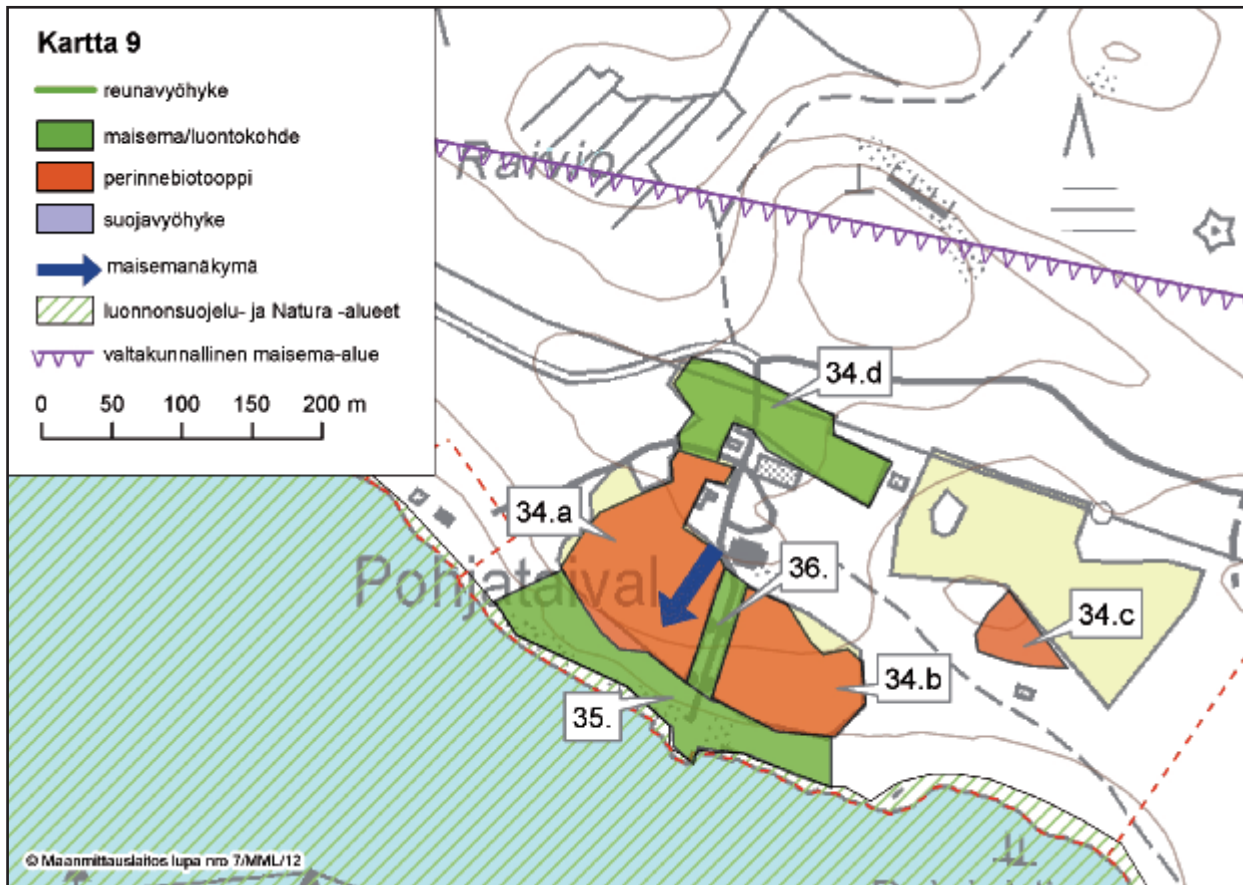 Kartta 9
reunavyöhyke
maisema/luontokohde
perinnebiotooppi
suojavyöhyke
maisemanäkymä
luonnonsuojelu- ja Natura -alueet
valtakunnallinen maisema-alue
0 50 100 150 200 m
Raivio
34.d
34.a
Pohjataival
36.
34.c
34.b
35.
© Maanmittauslaitos lupa nro 7/MML/12